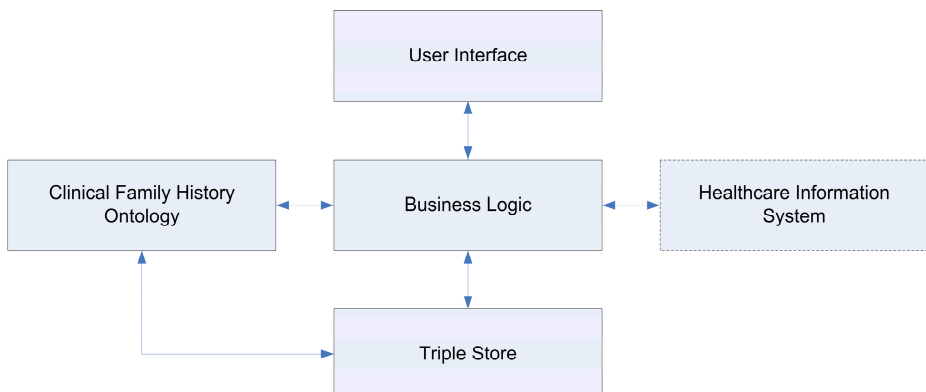 User Interface
Clinical Family History
Ontology
Business Logic
Healthcare Information
System
Triple Store